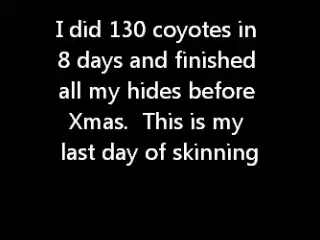 I did 130 coyotes in
8 days and finished
all my hides before
Xmas.  This is my
last day of skinning